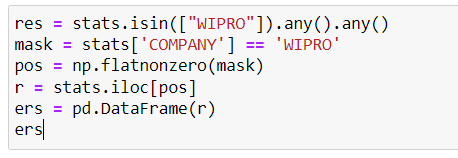 res = stats.isin(["WIPRO"]).any().any()
mask = stats['COMPANY'] == 'WIPRO'
pos = np.flatnonzero(mask)
r = stats.iloc[pos]
ers = pd.DataFrame(r)
ers